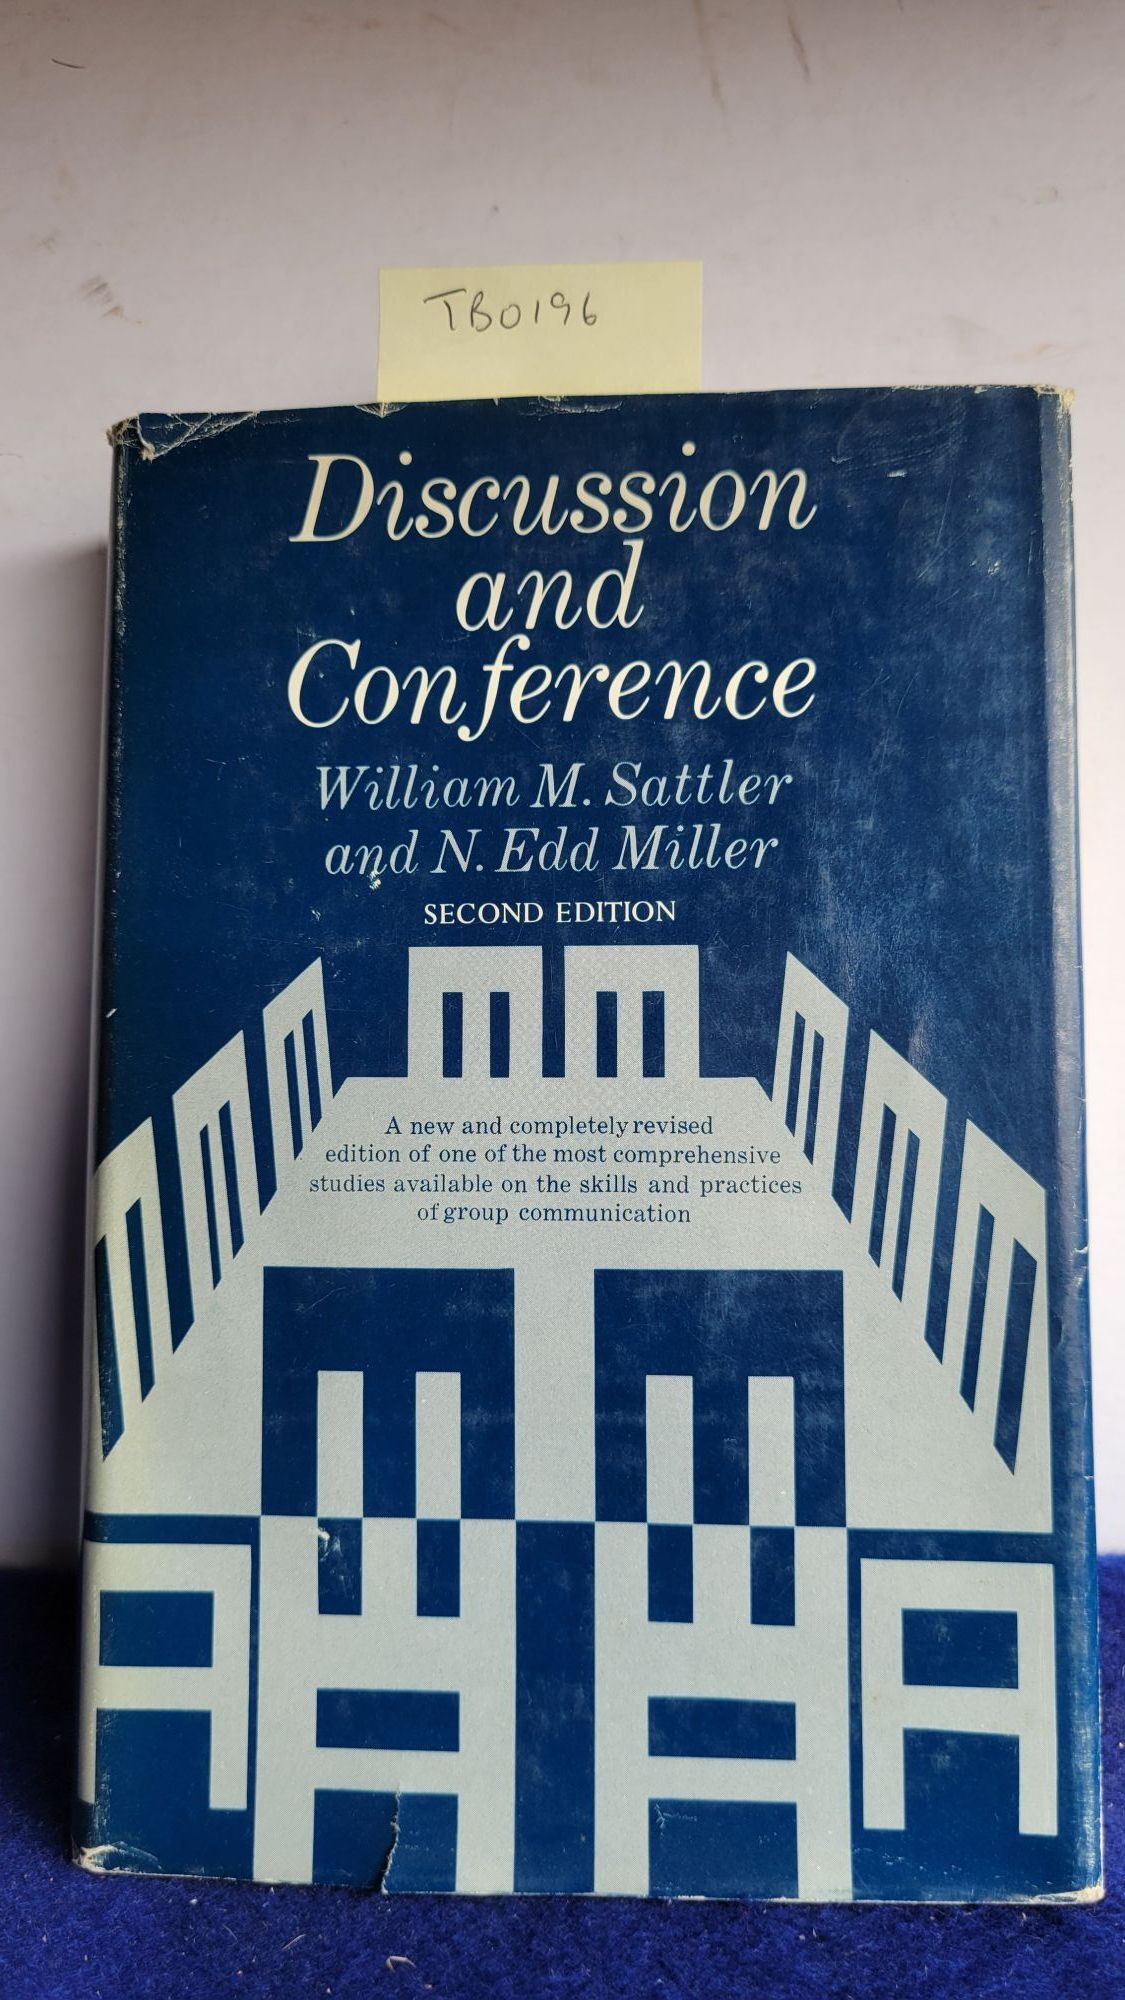 TB0196
Discussion
and
Conference
William M. Sattler
and N. Edd Miller
SECOND EDITION
A new and completely revised
edition of one of the most comprehensive
studies available on the skills and practices
of group communication